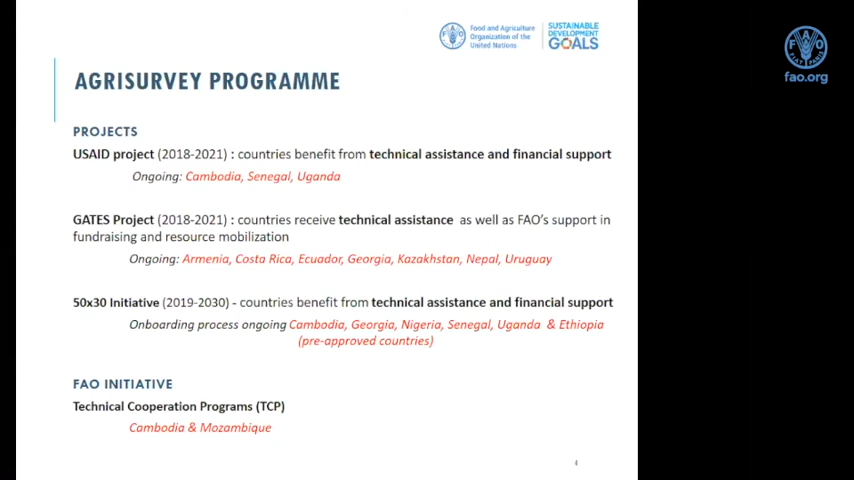 Food and Agriculture
Organization of the
United Nations
SUSTAINABLE
DEVELOPMENT
GOALS
FAO
FIAT PANIS
fao.org
AGRISURVEY PROGRAMME
PROJECTS
USAID project (2018-2021) : countries benefit from technical assistance and financial support
Ongoing: Cambodia, Senegal, Uganda
GATES Project (2018-2021) : countries receive technical assistance as well as FAO's support in
fundraising and resource mobilization
Ongoing: Armenia, Costa Rica, Ecuador, Georgia, Kazakhstan, Nepal, Uruguay
50x30 Initiative (2019-2030) - countries benefit from technical assistance and financial support
Onboarding process ongoing Cambodia, Georgia, Nigeria, Senegal, Uganda & Ethiopia
(pre-approved countries)
FAO INITIATIVE
Technical Cooperation Programs (TCP)
Cambodia & Mozambique
4